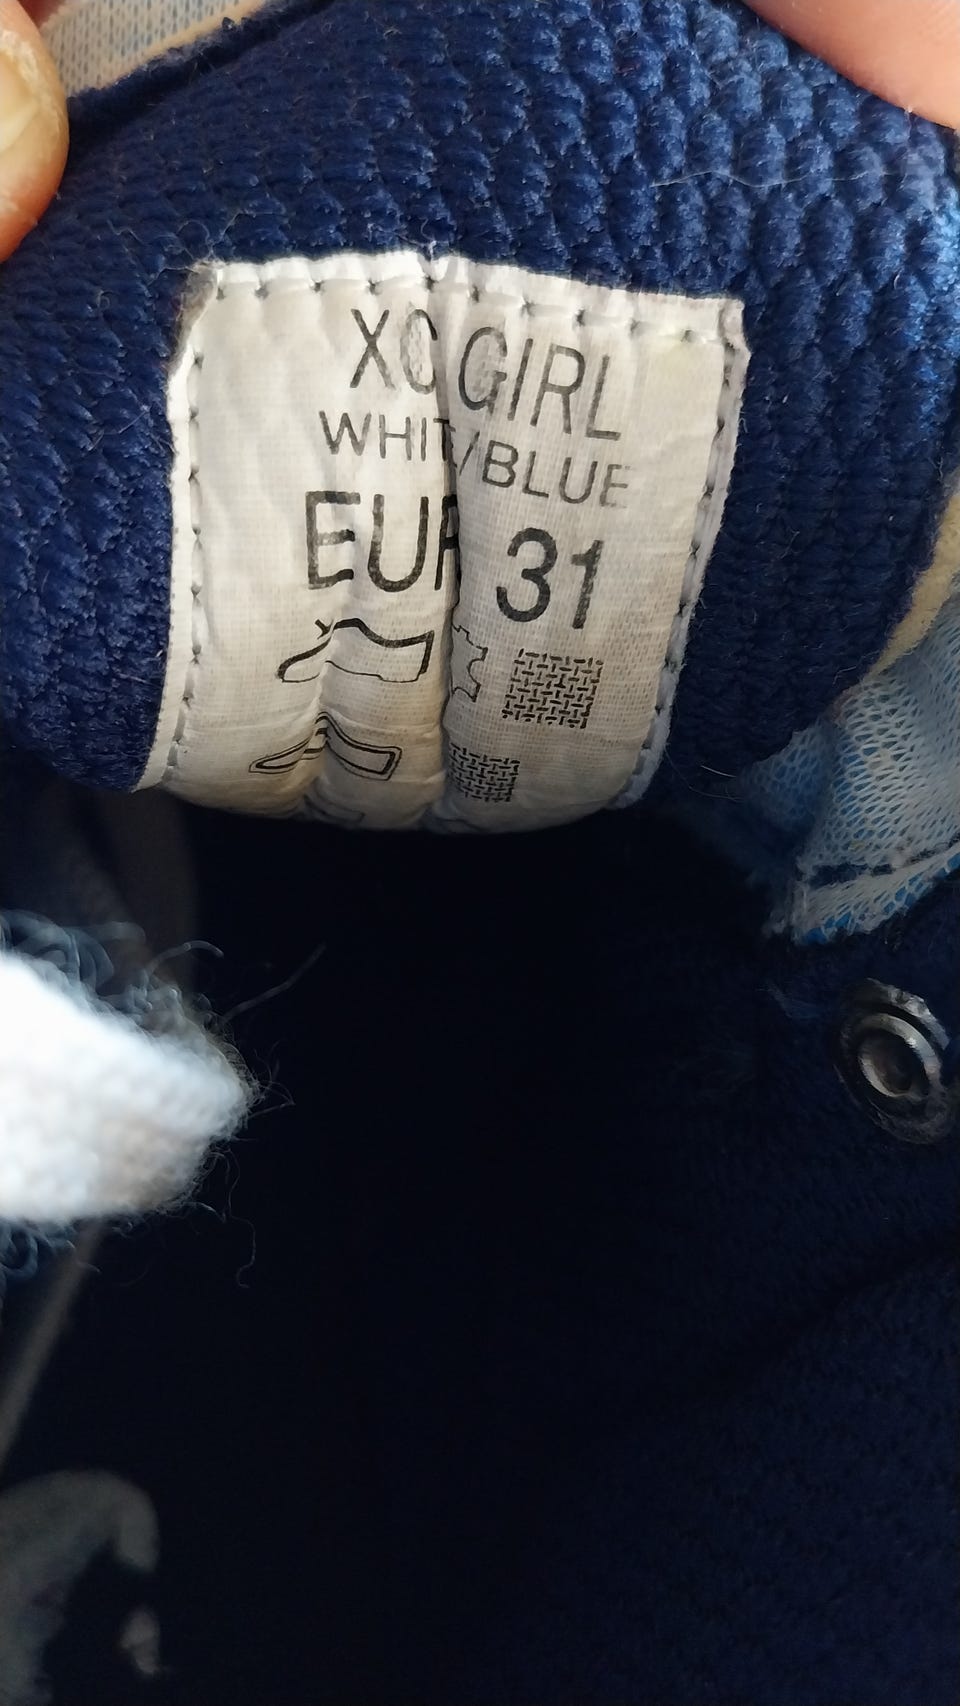 XC GIRL
WHIT/BLUE
EUR 31